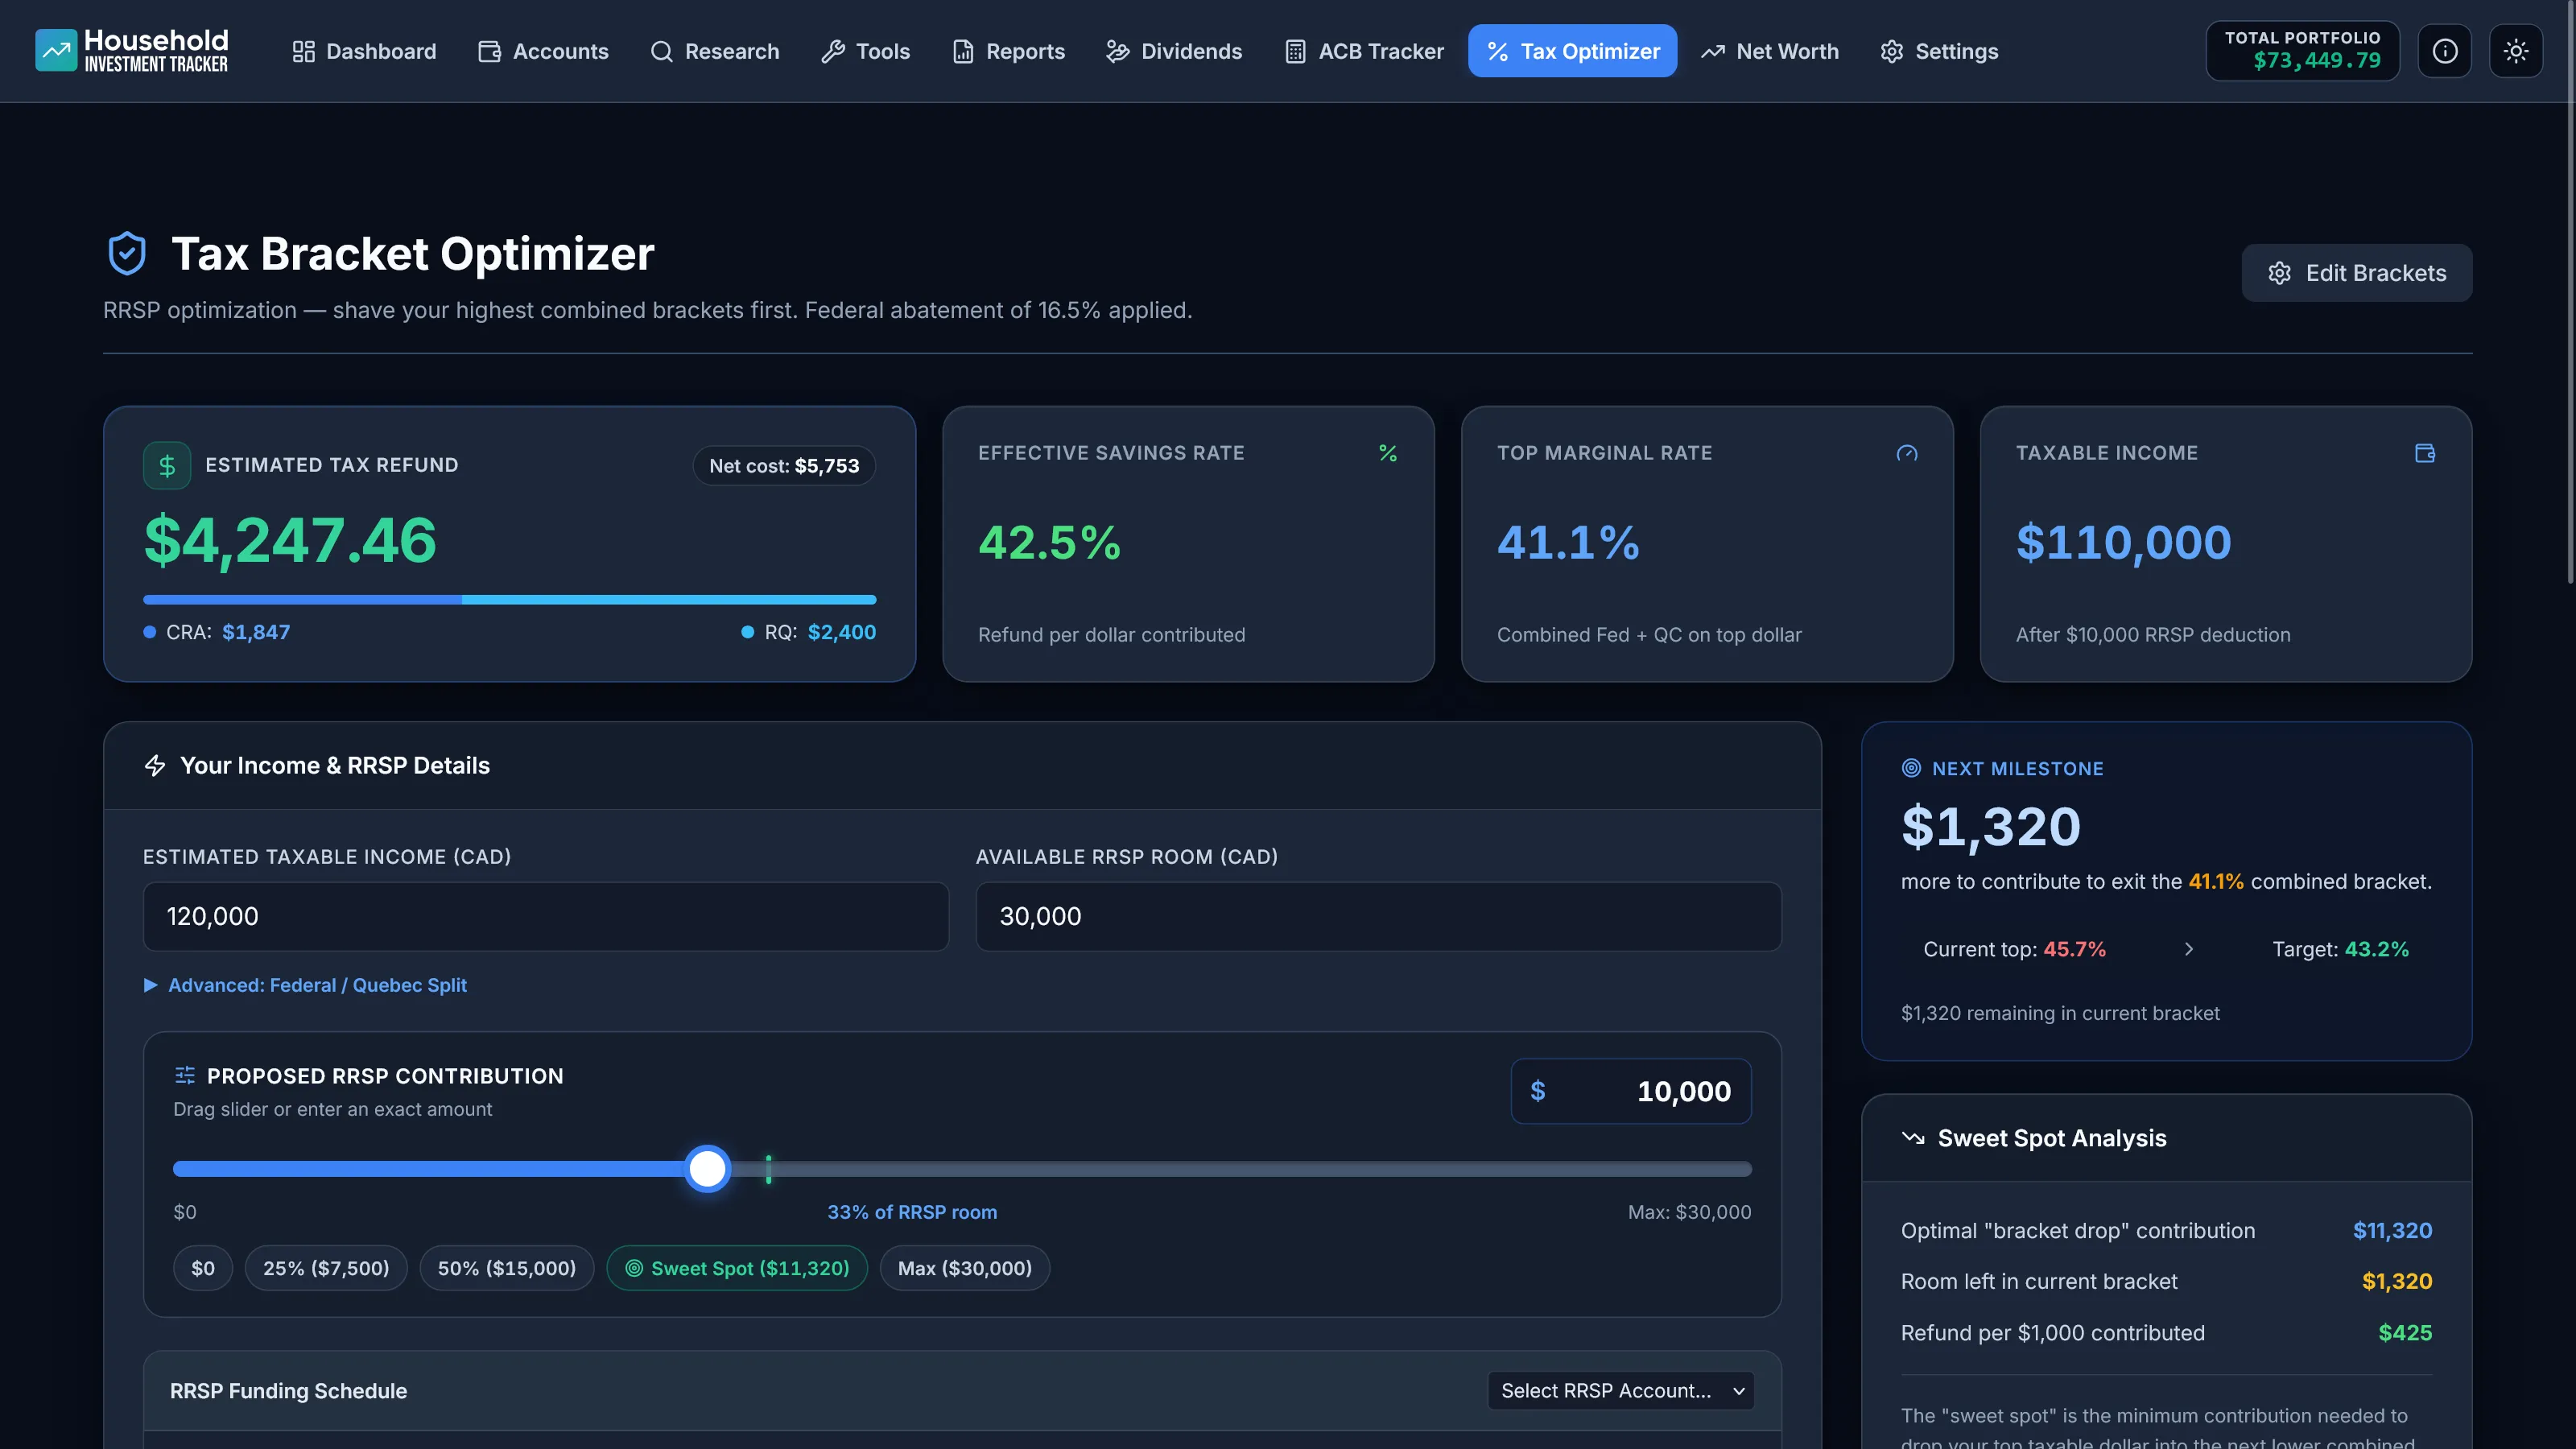 Household
INVESTMENT TRACKER
Dashboard
Accounts
Research
Tools
Reports
Dividends
ACB Tracker
Tax Optimizer
Net Worth
Settings
TOTAL PORTFOLIO
$73,449.79
Tax Bracket Optimizer
RRSP optimization — shave your highest combined brackets first. Federal abatement of 16.5% applied.
Edit Brackets
ESTIMATED TAX REFUND
Net cost: $5,753
$4,247.46
CRA: $1,847
RQ: $2,400
EFFECTIVE SAVINGS RATE
42.5%
Refund per dollar contributed
TOP MARGINAL RATE
41.1%
Combined Fed + QC on top dollar
TAXABLE INCOME
$110,000
After $10,000 RRSP deduction
Your Income & RRSP Details
ESTIMATED TAXABLE INCOME (CAD)
120,000
AVAILABLE RRSP ROOM (CAD)
30,000
Advanced: Federal / Quebec Split
PROPOSED RRSP CONTRIBUTION
Drag slider or enter an exact amount
$ 10,000
$0
33% of RRSP room
Max: $30,000
$0
25% ($7,500)
50% ($15,000)
Sweet Spot ($11,320)
Max ($30,000)
RRSP Funding Schedule
Select RRSP Account...
NEXT MILESTONE
$1,320
more to contribute to exit the 41.1% combined bracket.
Current top: 45.7%
Target: 43.2%
$1,320 remaining in current bracket
Sweet Spot Analysis
Optimal "bracket drop" contribution
$11,320
Room left in current bracket
$1,320
Refund per $1,000 contributed
$425
The "sweet spot" is the minimum contribution needed to
drop your top taxable dollar into the next lower combined